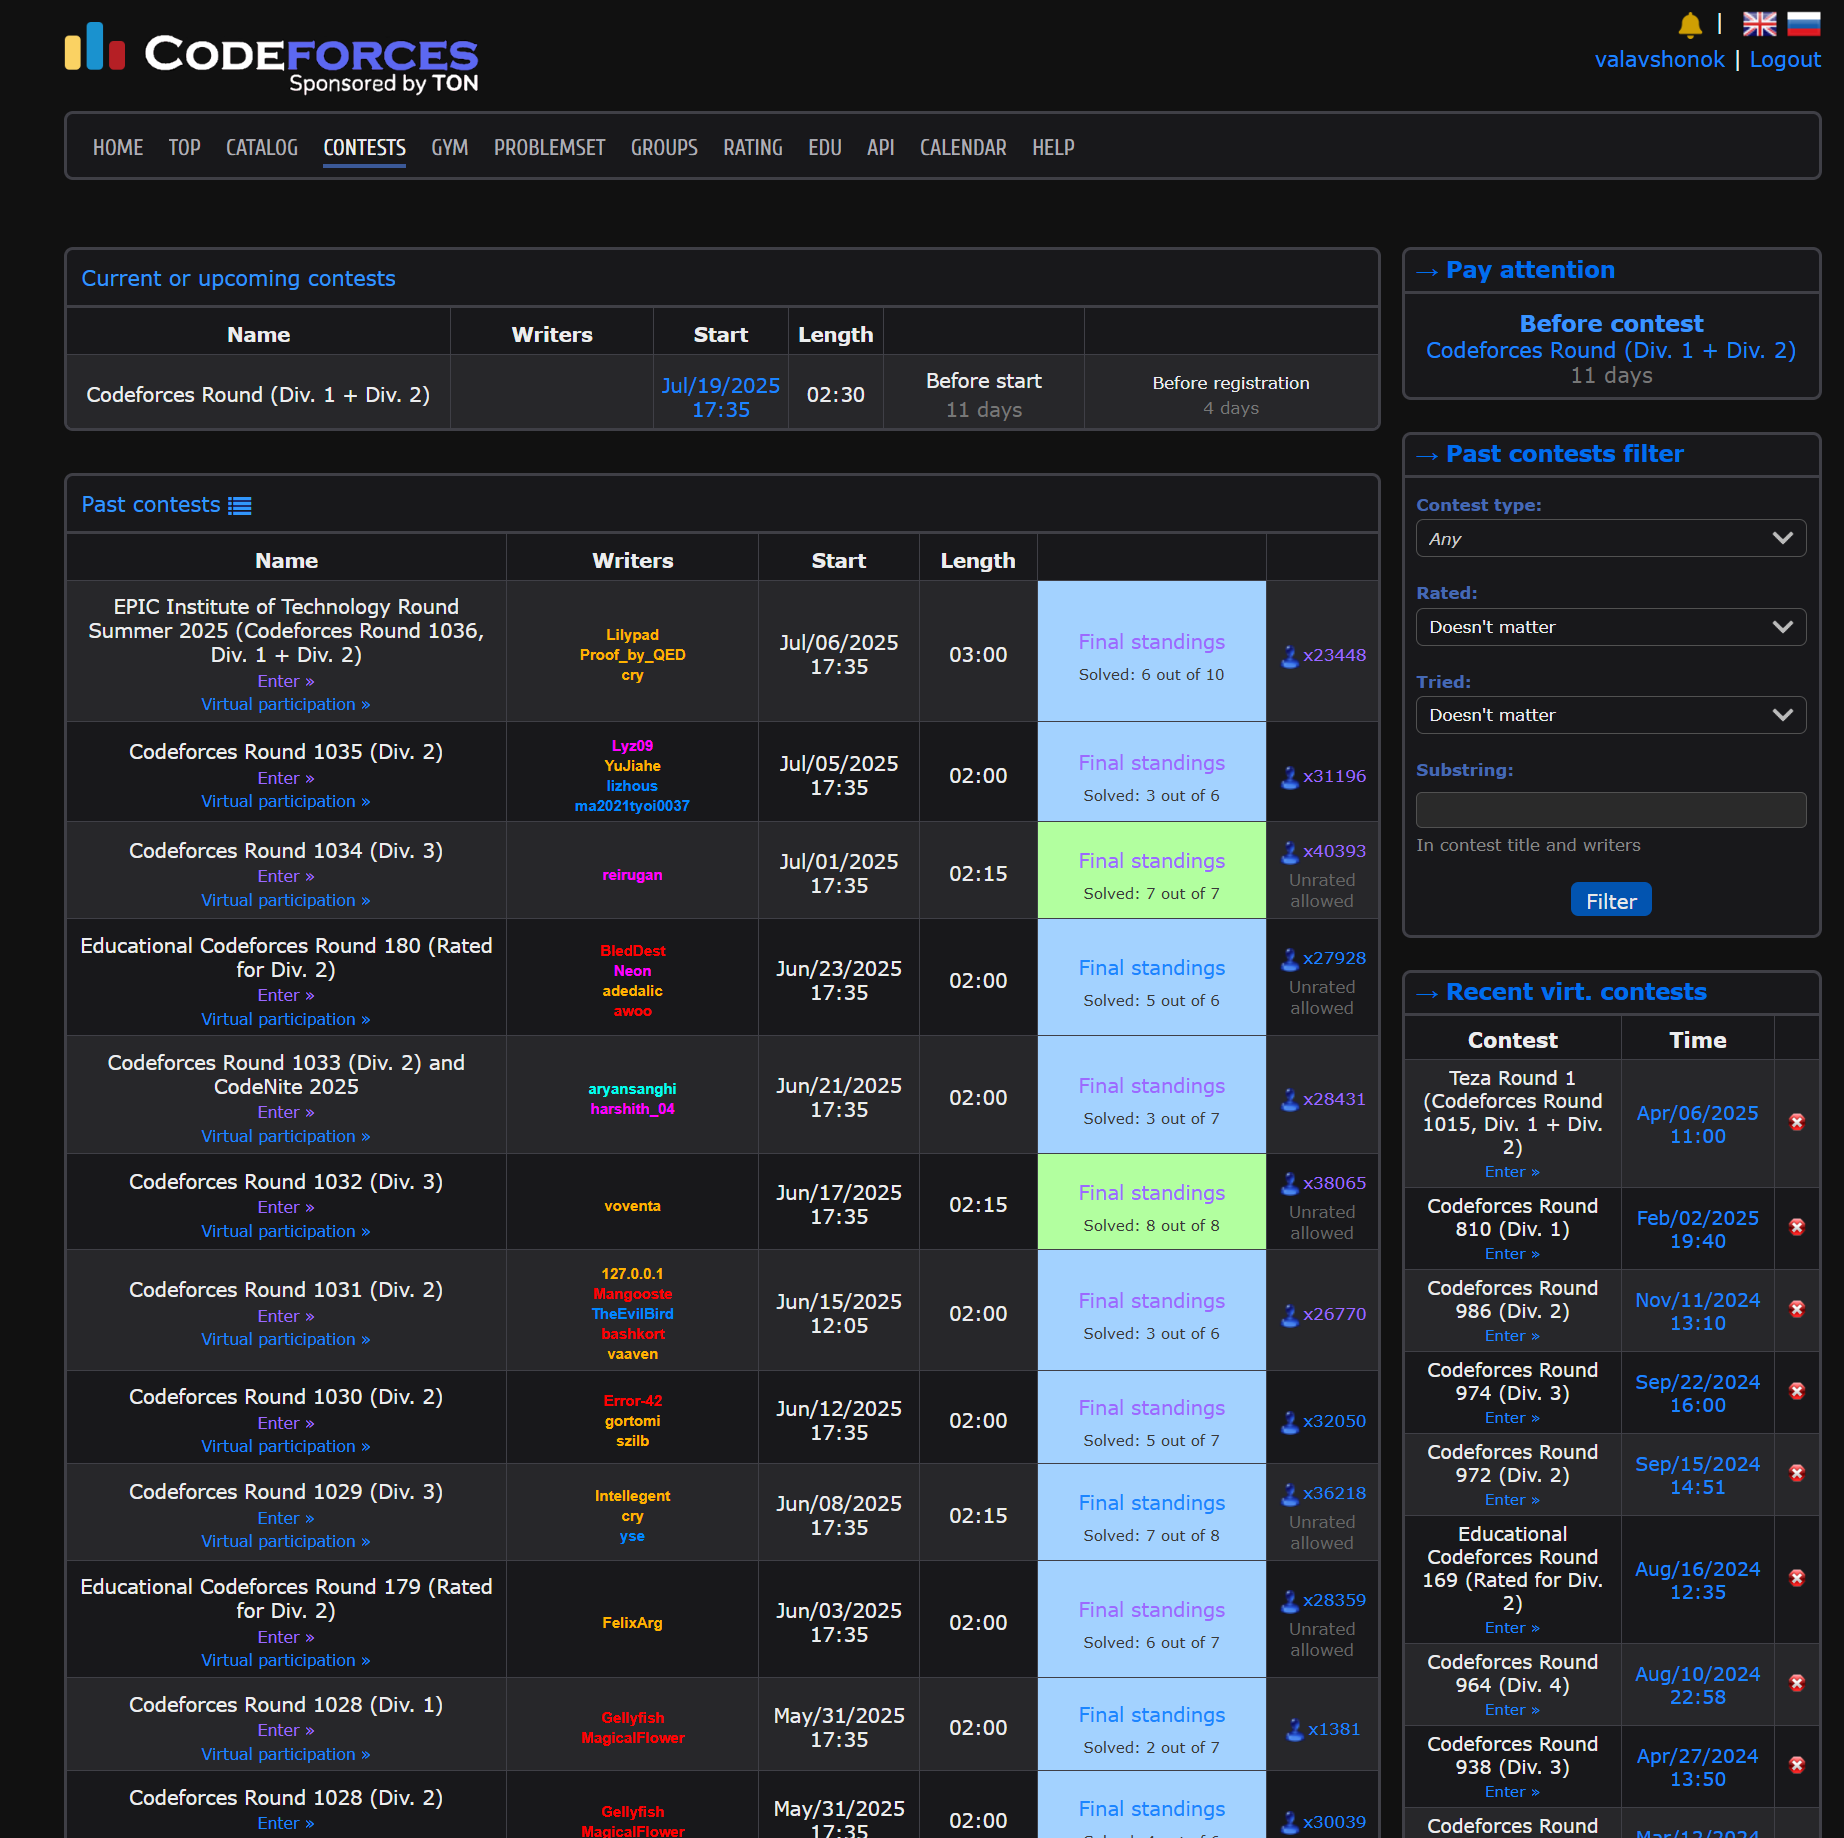 CODEFORCES
Sponsored by TON
|
valavshonok | Logout
HOME TOP CATALOG CONTESTS GYM PROBLEMSET GROUPS RATING EDU API CALENDAR HELP
Current or upcoming contests
Name Writers Start Length
Codeforces Round (Div. 1 + Div. 2)
Jul/19/2025
17:35
02:30
Before start
11 days
Before registration
4 days
Past contests
Name Writers Start Length
EPIC Institute of Technology Round
Summer 2025 (Codeforces Round 1036,
Div. 1 + Div. 2)
Enter »
Virtual participation »
Lilypad
Proof_by_QED
cry
Jul/06/2025
17:35
03:00
Final standings
Solved: 6 out of 10
x23448
Codeforces Round 1035 (Div. 2)
Enter »
Virtual participation »
Lyz09
YuJiahe
lizhous
ma2021tyoi0037
Jul/05/2025
17:35
02:00
Final standings
Solved: 3 out of 6
x31196
Codeforces Round 1034 (Div. 3)
Enter »
Virtual participation »
reirugan
Jul/01/2025
17:35
02:15
Final standings
Solved: 7 out of 7
x40393
Unrated
allowed
Educational Codeforces Round 180 (Rated
for Div. 2)
Enter »
Virtual participation »
BledDest
Neon
adedalic
awoo
Jun/23/2025
17:35
02:00
Final standings
Solved: 5 out of 6
x27928
Unrated
allowed
Codeforces Round 1033 (Div. 2) and
CodeNite 2025
Enter »
Virtual participation »
aryansanghi
harshith_04
Jun/21/2025
17:35
02:00
Final standings
Solved: 3 out of 7
x28431
Codeforces Round 1032 (Div. 3)
Enter »
Virtual participation »
voventa
Jun/17/2025
17:35
02:15
Final standings
Solved: 8 out of 8
x38065
Unrated
allowed
Codeforces Round 1031 (Div. 2)
Enter »
Virtual participation »
127.0.0.1
Mangooste
TheEvilBird
bashkort
vaaven
Jun/15/2025
12:05
02:00
Final standings
Solved: 3 out of 6
x26770
Codeforces Round 1030 (Div. 2)
Enter »
Virtual participation »
Error-42
gortomi
szilb
Jun/12/2025
17:35
02:00
Final standings
Solved: 5 out of 7
x32050
Codeforces Round 1029 (Div. 3)
Enter »
Virtual participation »
Intellegent
cry
yse
Jun/08/2025
17:35
02:15
Final standings
Solved: 7 out of 8
x36218
Unrated
allowed
Educational Codeforces Round 179 (Rated
for Div. 2)
Enter »
Virtual participation »
FelixArg
Jun/03/2025
17:35
02:00
Final standings
Solved: 6 out of 7
x28359
Unrated
allowed
Codeforces Round 1028 (Div. 1)
Enter »
Virtual participation »
Gellyfish
MagicalFlower
May/31/2025
17:35
02:00
Final standings
Solved: 2 out of 7
x1381
Codeforces Round 1028 (Div. 2)
Enter »
Gellyfish
MagicalFlower
May/31/2025
17:35
02:00
Final standings
x30039
→ Pay attention
Before contest
Codeforces Round (Div. 1 + Div. 2)
11 days
→ Past contests filter
Contest type:
Any
Rated:
Doesn't matter
Tried:
Doesn't matter
Substring:
In contest title and writers
Filter
→ Recent virt. contests
Contest Time
Teza Round 1
(Codeforces Round
1015, Div. 1 + Div.
2)
Enter »
Apr/06/2025
11:00
Codeforces Round
810 (Div. 1)
Enter »
Feb/02/2025
19:40
Codeforces Round
986 (Div. 2)
Enter »
Nov/11/2024
13:10
Codeforces Round
974 (Div. 3)
Enter »
Sep/22/2024
16:00
Codeforces Round
972 (Div. 2)
Enter »
Sep/15/2024
14:51
Educational
Codeforces Round
169 (Rated for Div.
2)
Enter »
Aug/16/2024
12:35
Codeforces Round
964 (Div. 4)
Enter »
Aug/10/2024
22:58
Codeforces Round
938 (Div. 3)
Enter »
Apr/27/2024
13:50
Codeforces Round
Mar/12/2024